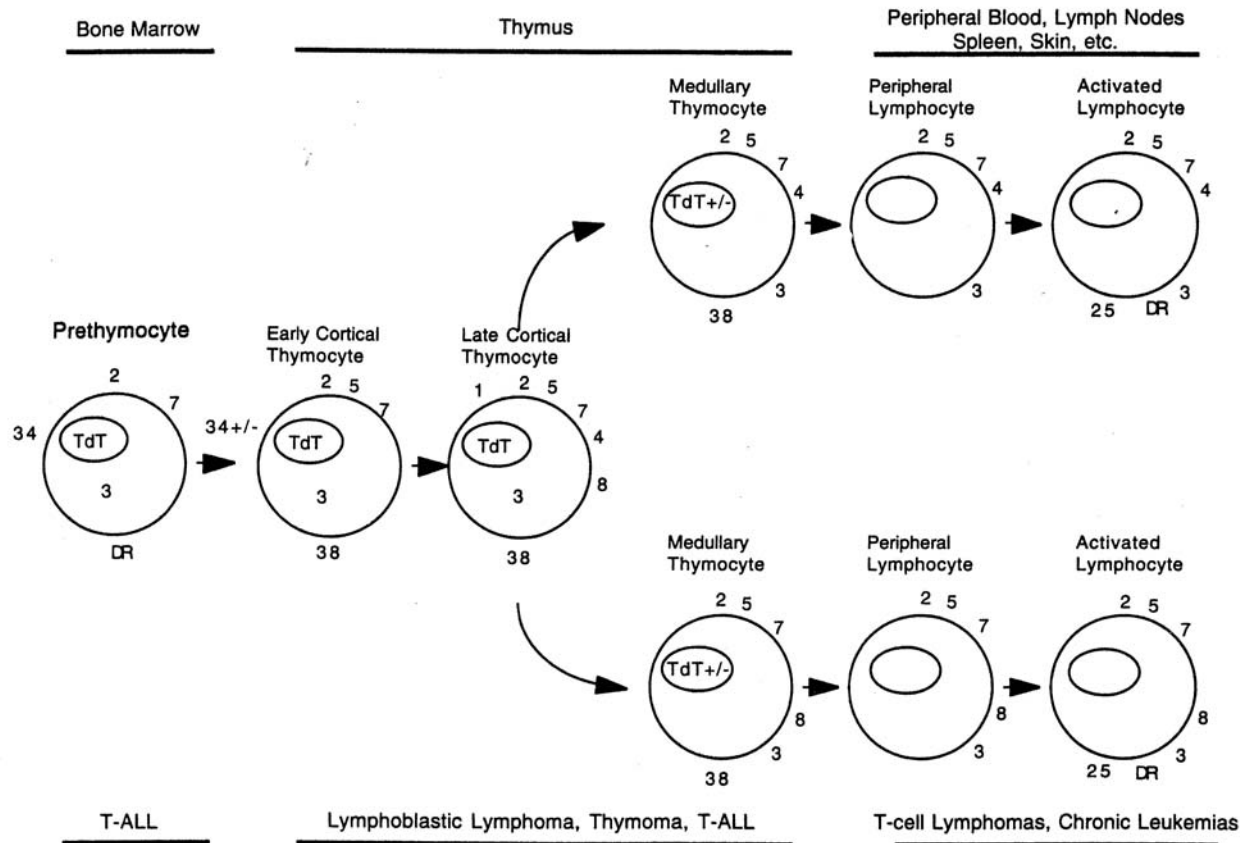 Bone Marrow
Thymus
Peripheral Blood, Lymph Nodes
Spleen, Skin, etc.
Medullary
Thymocyte
2 5
7
4
TdT+/-
3
38
Peripheral
Lymphocyte
2 5
7
4
3
Activated
Lymphocyte
2 5
7
4
3
25 DR
Prethymocyte
2
7
34
TdT
3
DR
Early Cortical
Thymocyte
2 5
7
34+/-
TdT
3
38
Late Cortical
Thymocyte
1 2 5
7
4
TdT
8
3
38
Medullary
Thymocyte
2 5
7
TdT+/-
8
3
38
Peripheral
Lymphocyte
2 5
7
8
3
Activated
Lymphocyte
2 5
7
8
3
25 DR
T-ALL
Lymphoblastic Lymphoma, Thymoma, T-ALL
T-cell Lymphomas, Chronic Leukemias